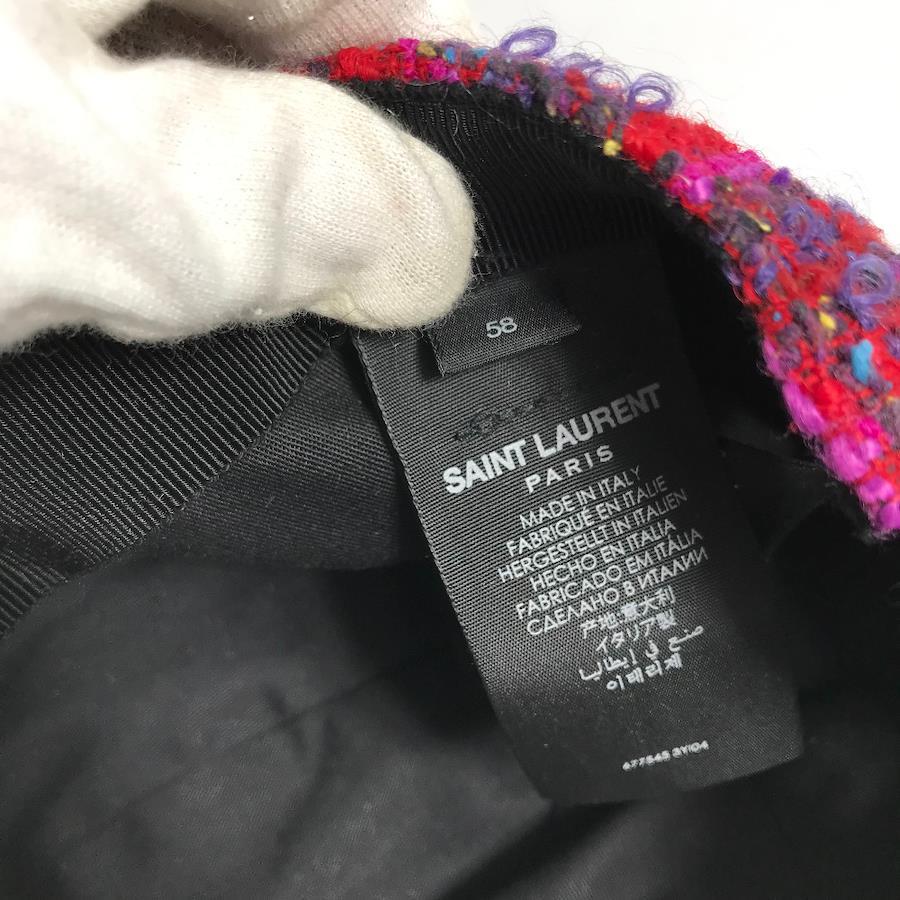 58
SAINT LAURENT
PARIS
MADE IN ITALY
FABRIQUÉ EN ITALIE
HERGESTELLT IN ITALIEN
HECHO EN ITALIA
FABRICADO EM ITÁLIA
СДЕЛАНО В ИТАЛИИ
产地:意大利
イタリア製
صنع في إيطاليا
이태리제
477545 3YI04